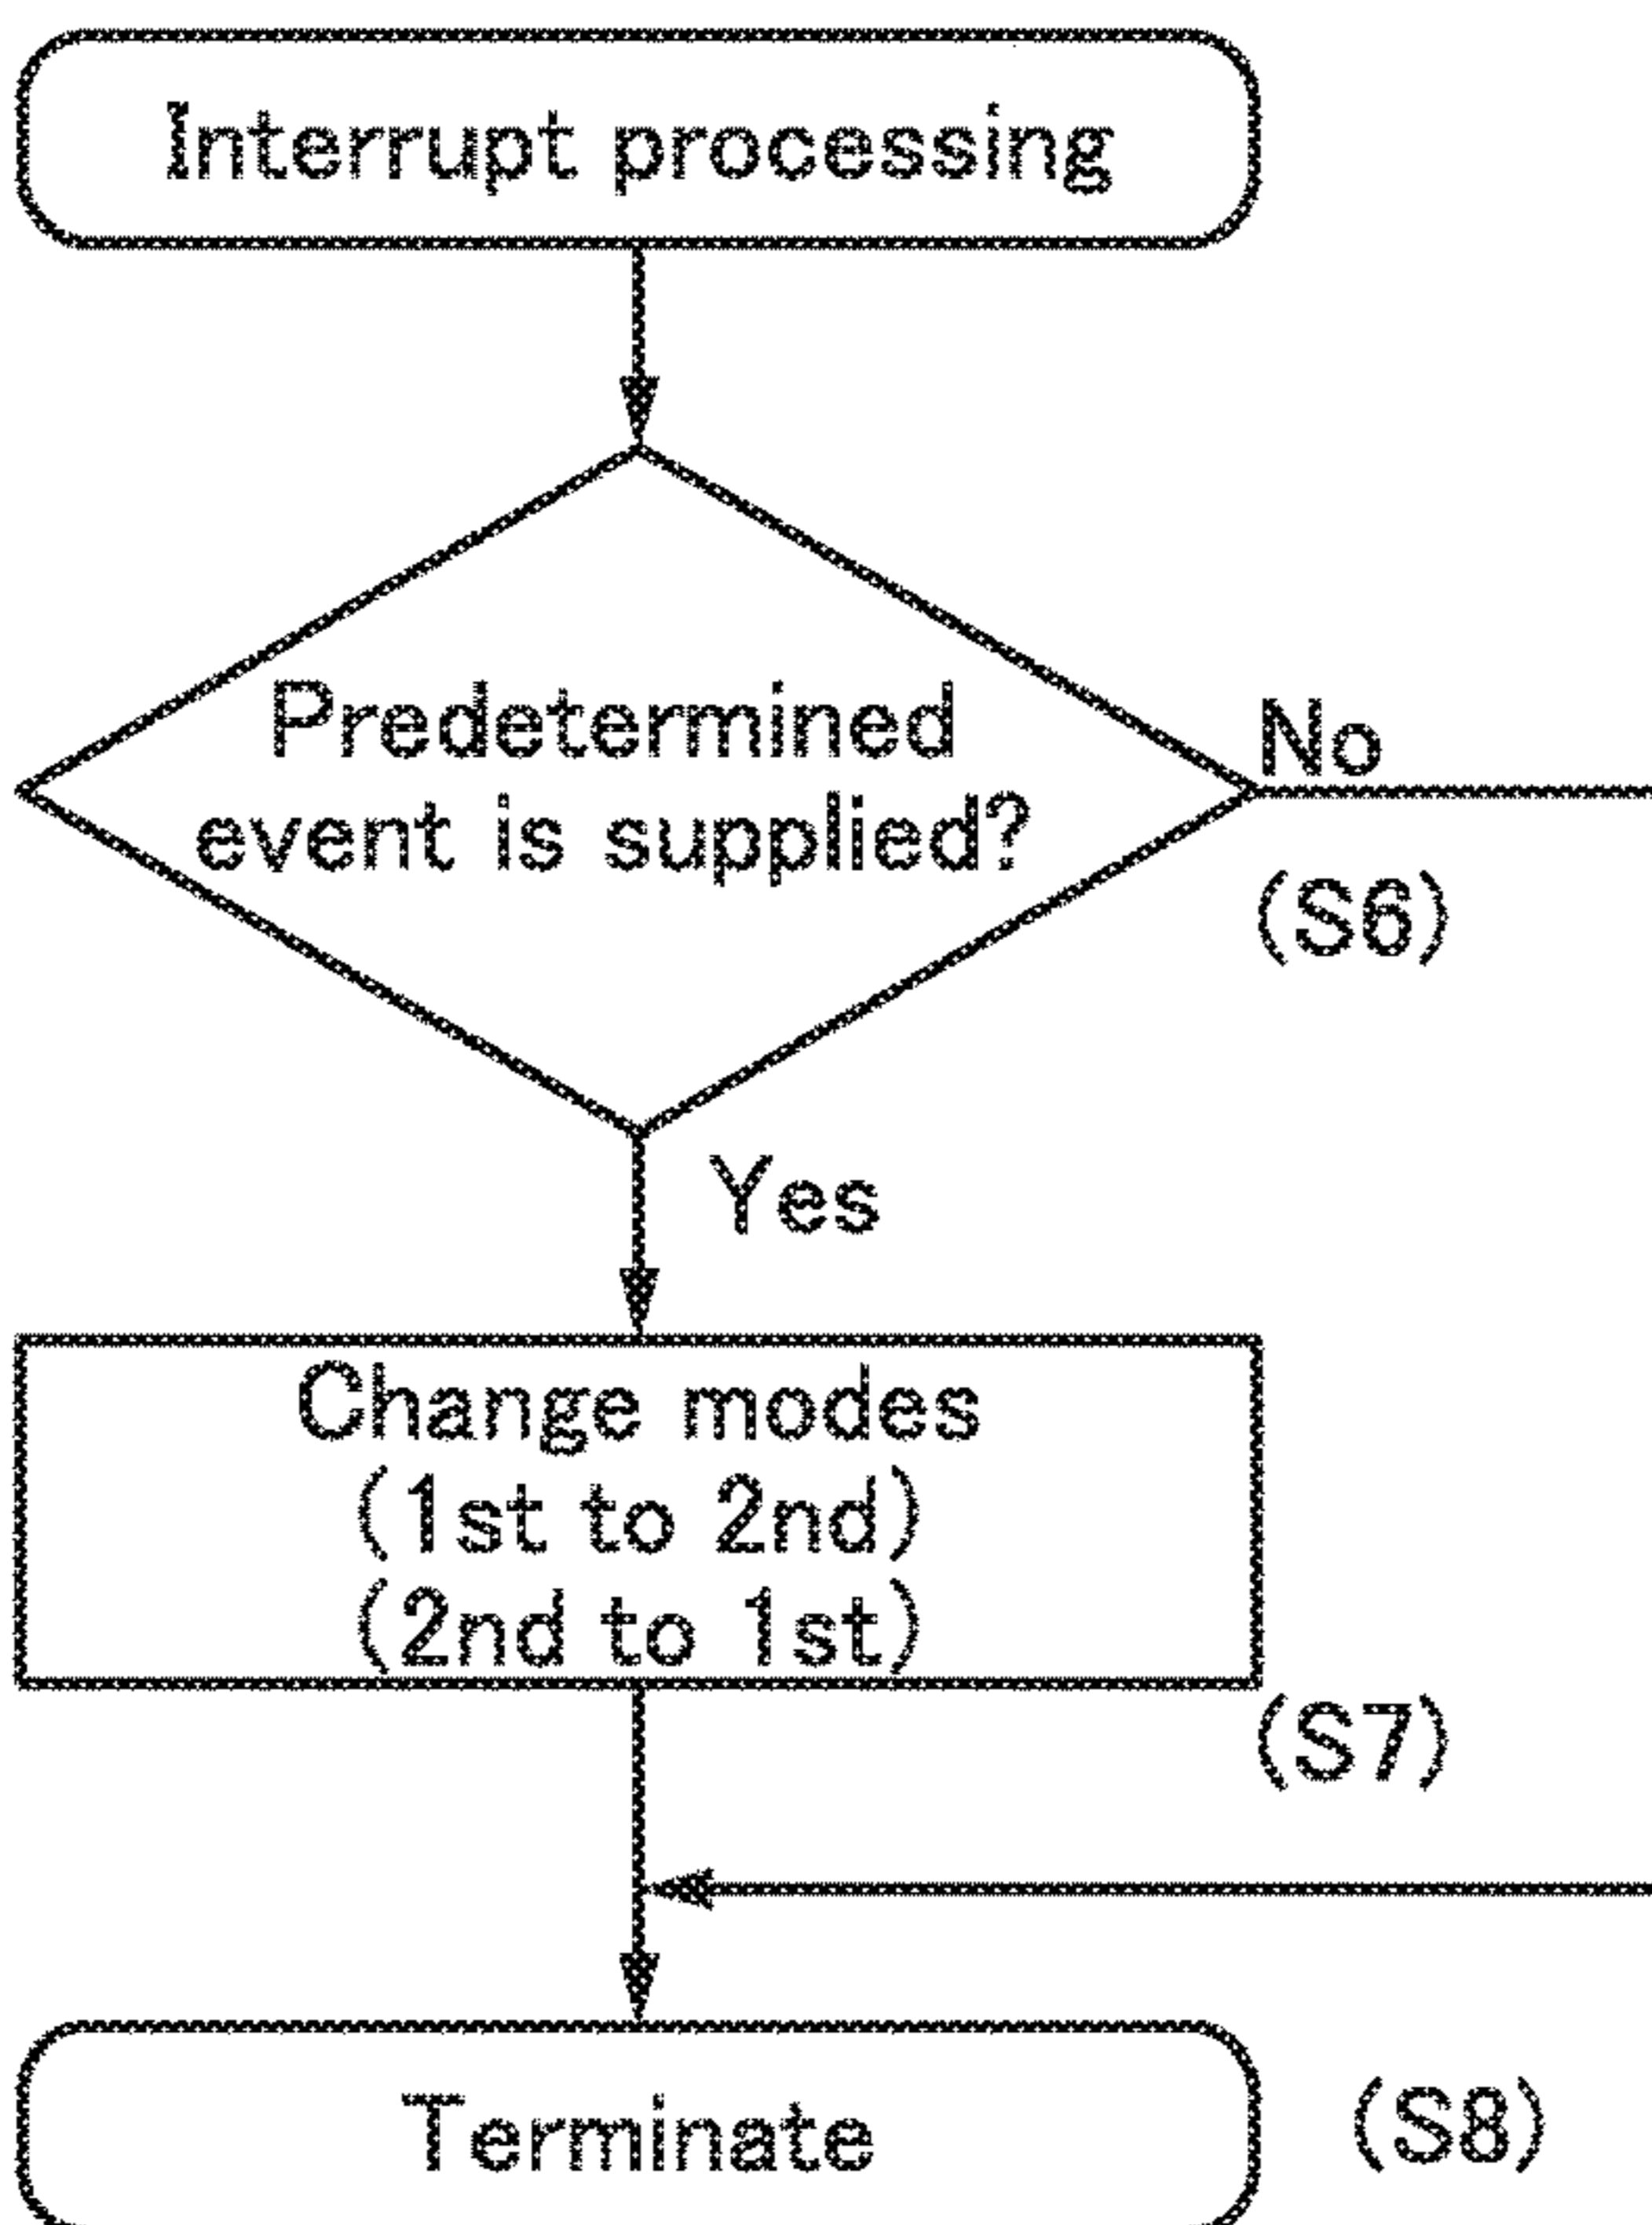 Interrupt processing
Predetermined
event is supplied?
No
(S6)
Yes
Change modes
(1st to 2nd)
(2nd to 1st)
(S7)
Terminate
(S8)